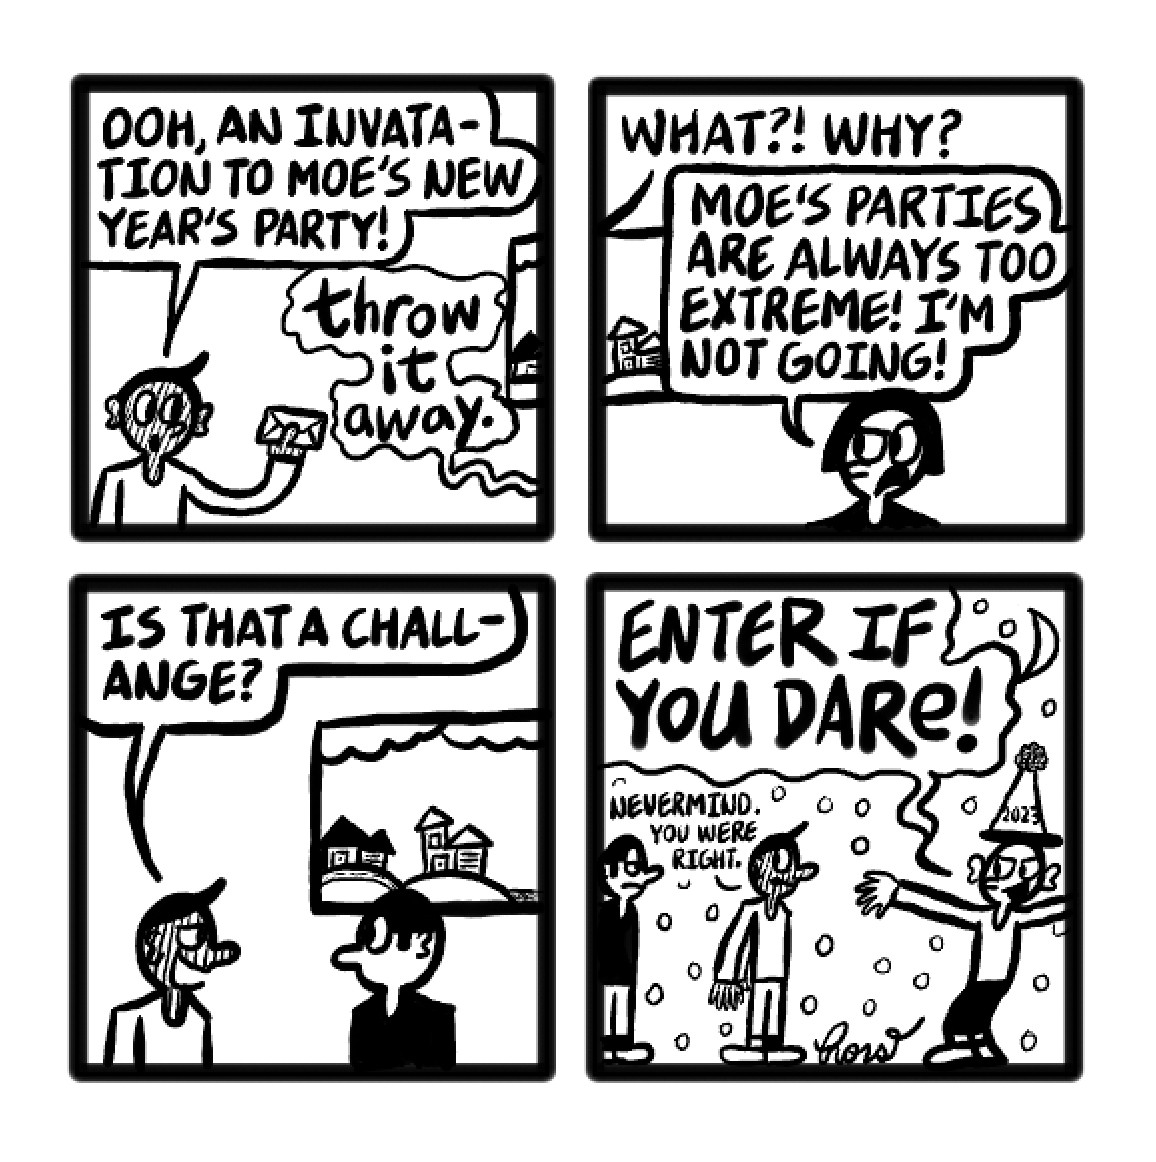 OOH, AN INVATA-
TION TO MOE'S NEW
YEAR'S PARTY!
throw
it
away.
WHAT?! WHY?
MOE'S PARTIES
ARE ALWAYS TOO
EXTREME! I'M
NOT GOING!
IS THAT A CHALL-
ANGE?
ENTER IF
YOU DARe!
NEVERMIND.
YOU WERE
RIGHT.
2023